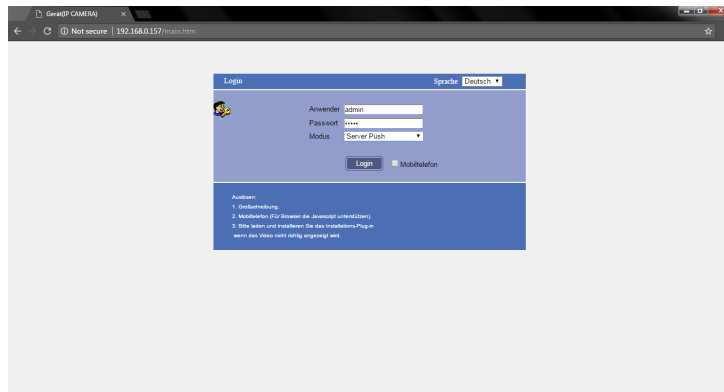 Gerat(IP CAMERA)
Not secure | 192.168.0.157/main.htm
Login
Sprache Deutsch
Anwender admin
Passwort •••••
Modus Server Push
Login Mobiltelefon
Auslösen:
1. Großschreibung.
2. Mobiltelefon (Für Browser die Javascript unterstützen).
3. Bitte laden und installieren Sie das Installations-Plug-in
wenn das Video nicht richtig angezeigt wird.